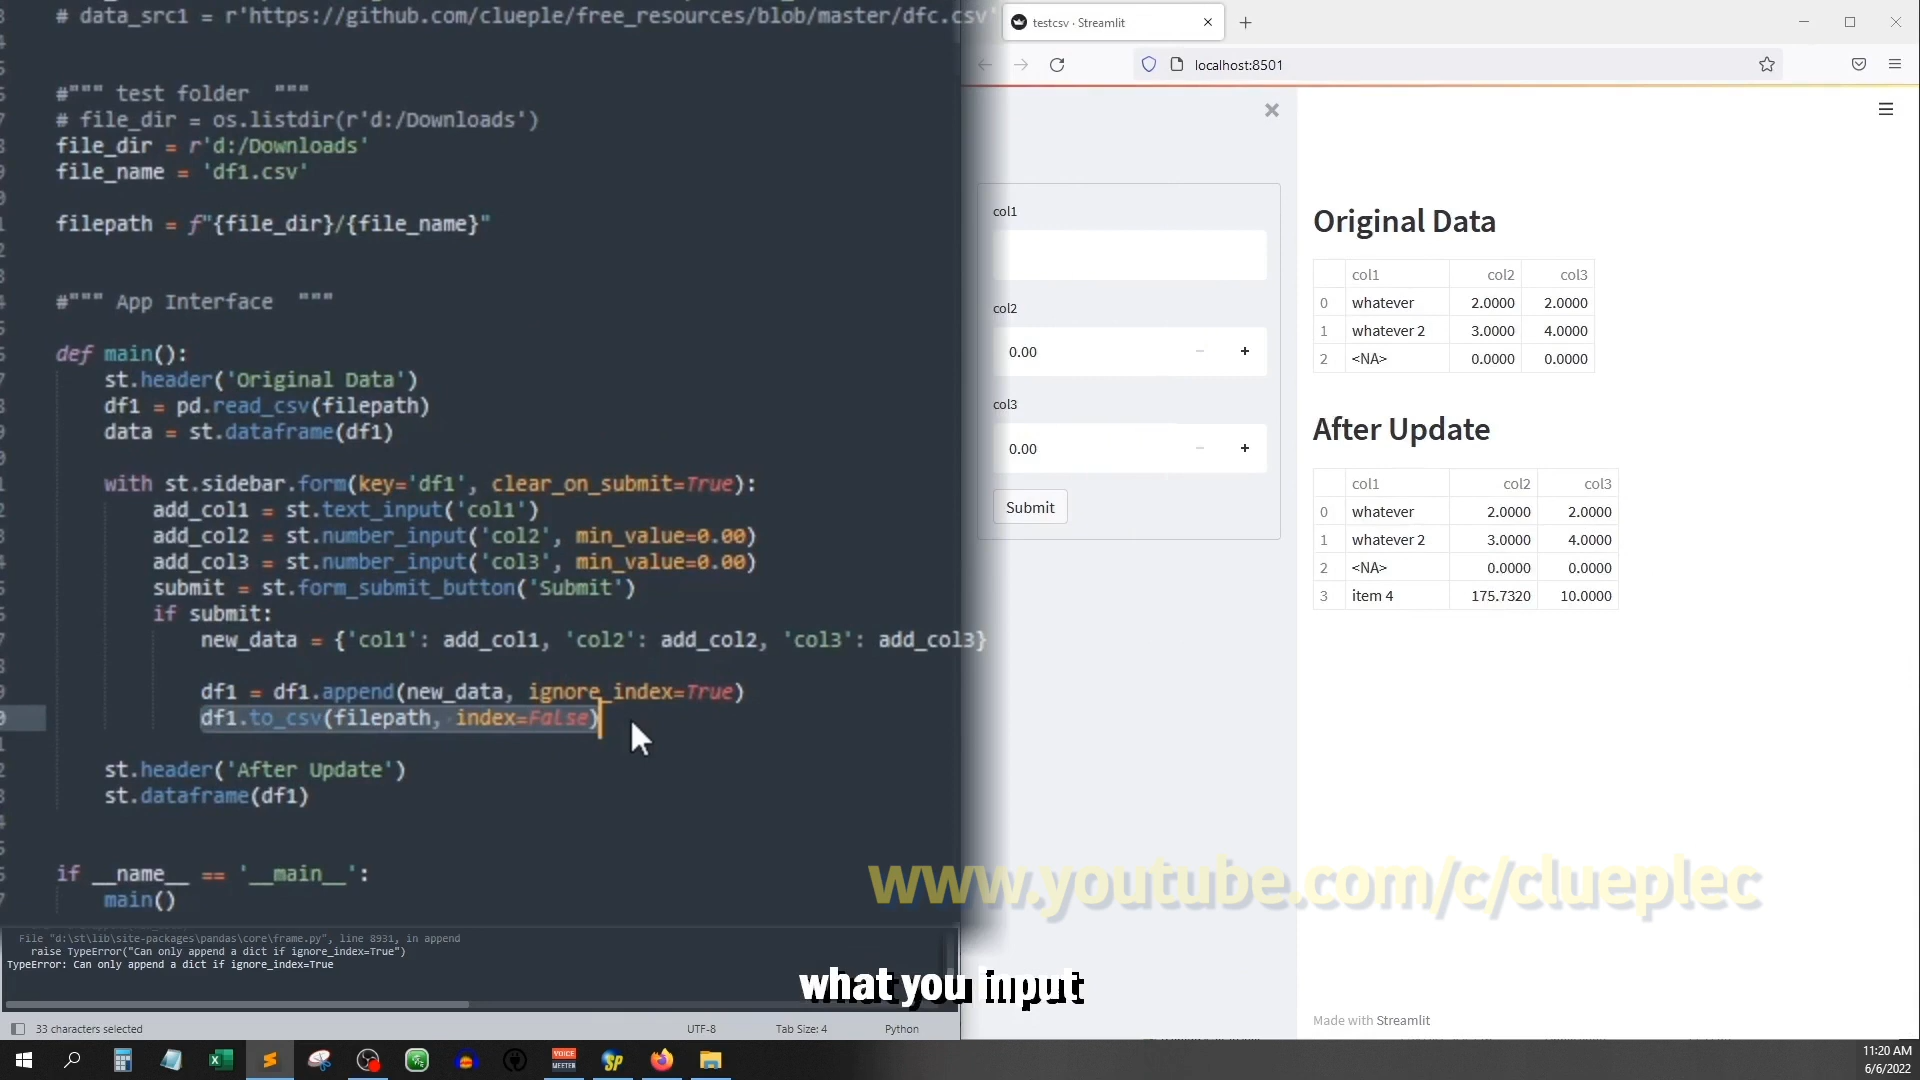 # data_src1 = r'https://github.com/clueple/free_resources/blob/master/dfc.csv'
#""" test folder """
# file_dir = os.listdir(r'd:/Downloads')
file_dir = r'd:/Downloads'
file_name = 'df1.csv'
filepath = f"{file_dir}/{file_name}"
#""" App Interface """
def main():
st.header('Original Data')
df1 = pd.read_csv(filepath)
data = st.dataframe(df1)
with st.sidebar.form(key='df1', clear_on_submit=True):
add_col1 = st.text_input('col1')
add_col2 = st.number_input('col2', min_value=0.00)
add_col3 = st.number_input('col3', min_value=0.00)
submit = st.form_submit_button('Submit')
if submit:
new_data = {'col1': add_col1, 'col2': add_col2, 'col3': add_col3}
df1 = df1.append(new_data, ignore_index=True)
df1.to_csv(filepath, index=False)
st.header('After Update')
st.dataframe(df1)
if __name__ == '__main__':
main()
File "d:\st\lib\site-packages\pandas\core\frame.py", line 8931, in append
raise TypeError("Can only append a dict if ignore_index=True")
TypeError: Can only append a dict if ignore_index=True
33 characters selected
UTF-8
Tab Size: 4
Python
testcsv · Streamlit
localhost:8501
col1
col2
0.00
col3
0.00
Submit
Original Data
col1 col2 col3
0 whatever 2.0000 2.0000
1 whatever 2 3.0000 4.0000
2 <NA> 0.0000 0.0000
After Update
col1 col2 col3
0 whatever 2.0000 2.0000
1 whatever 2 3.0000 4.0000
2 <NA> 0.0000 0.0000
3 item 4 175.7320 10.0000
www.youtube.com/c/clueplec
what you input
Made with Streamlit
VOICE
MEETER
SP
11:20 AM
6/6/2022